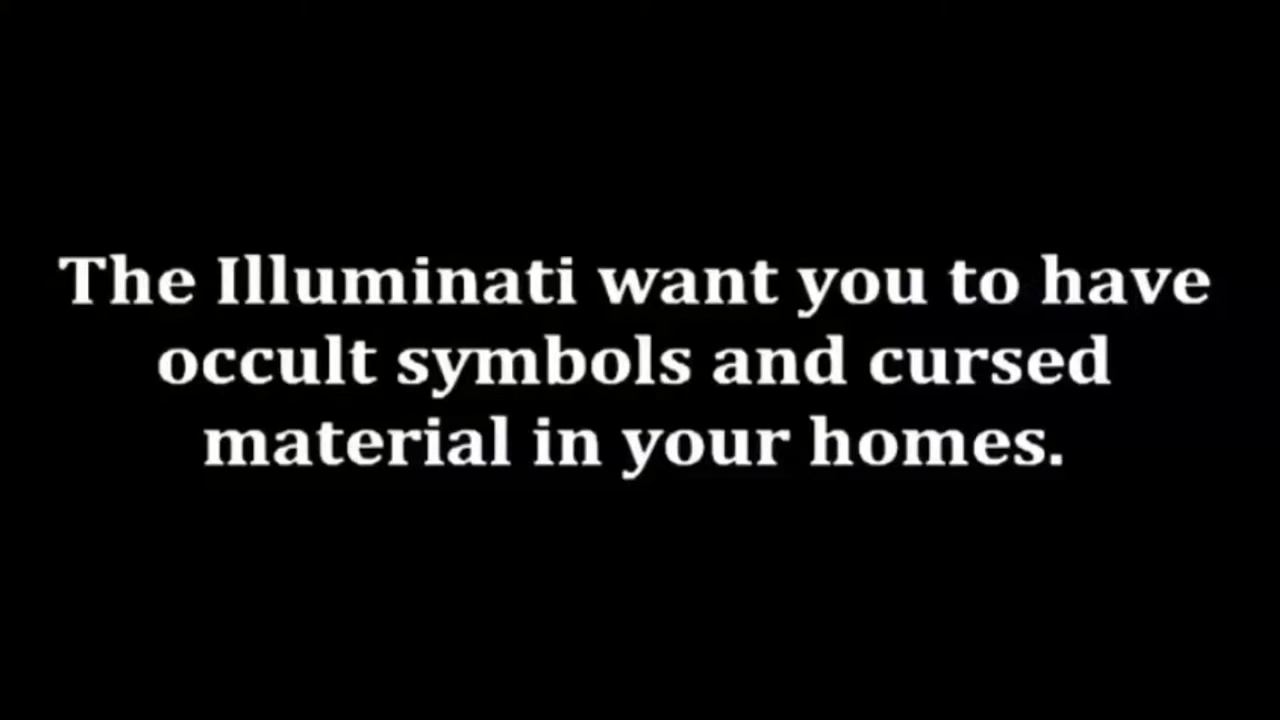 The Illuminati want you to have
occult symbols and cursed
material in your homes.